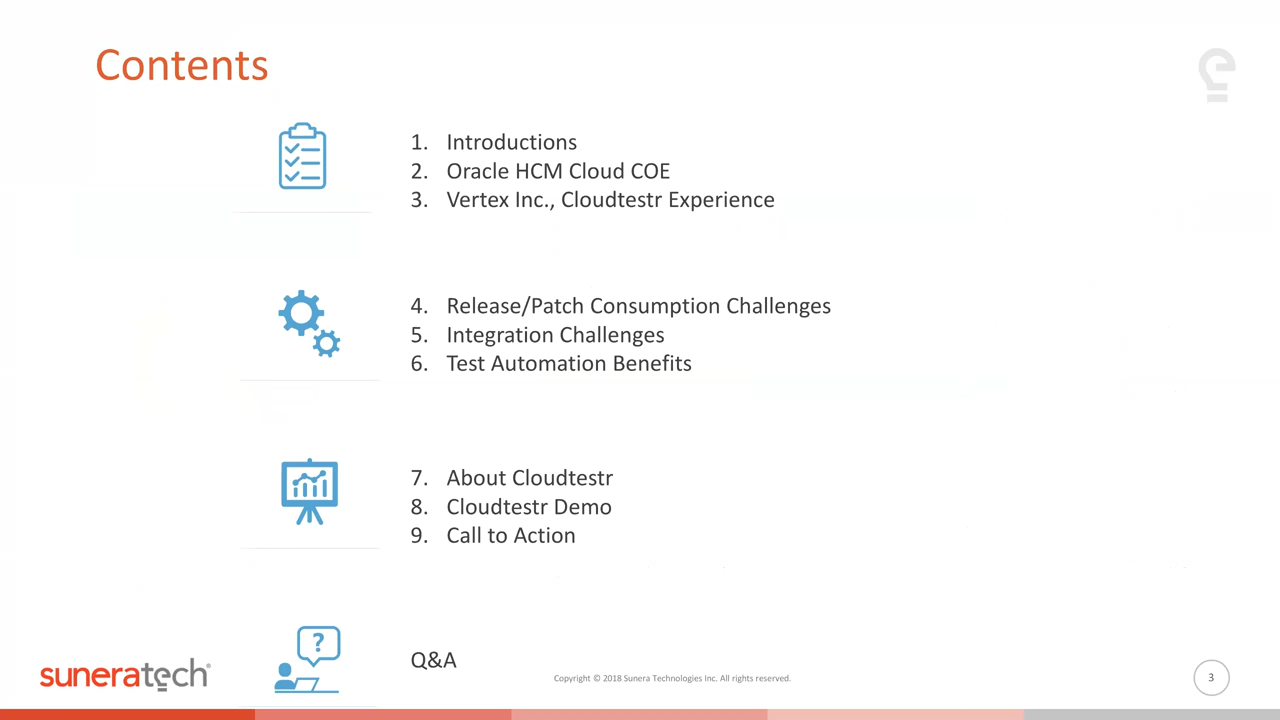 Contents
1. Introductions
2. Oracle HCM Cloud COE
3. Vertex Inc., Cloudtestr Experience
4. Release/Patch Consumption Challenges
5. Integration Challenges
6. Test Automation Benefits
7. About Cloudtestr
8. Cloudtestr Demo
9. Call to Action
?
Q&A
suneratech®
Copyright © 2018 Sunera Technologies Inc. All rights reserved.
3